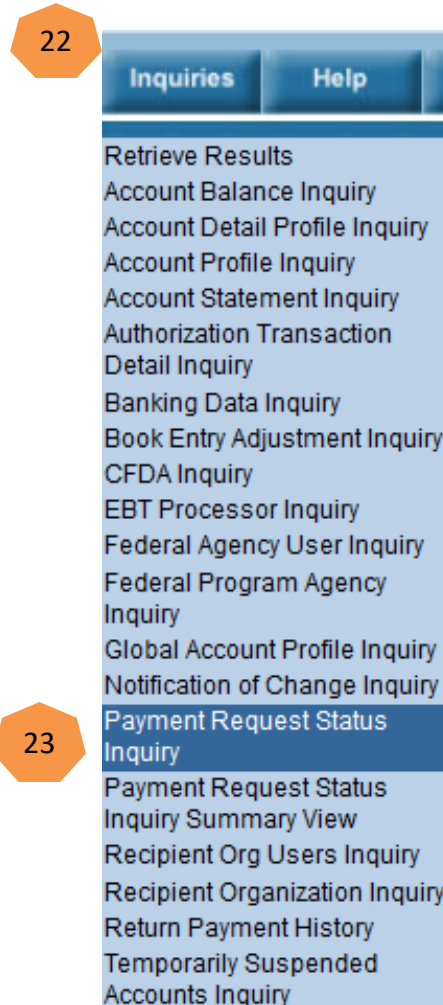 22
Inquiries Help
Retrieve Results
Account Balance Inquiry
Account Detail Profile Inquiry
Account Profile Inquiry
Account Statement Inquiry
Authorization Transaction
Detail Inquiry
Banking Data Inquiry
Book Entry Adjustment Inquiry
CFDA Inquiry
EBT Processor Inquiry
Federal Agency User Inquiry
Federal Program Agency
Inquiry
Global Account Profile Inquiry
Notification of Change Inquiry
23
Payment Request Status
Inquiry
Payment Request Status
Inquiry Summary View
Recipient Org Users Inquiry
Recipient Organization Inquiry
Return Payment History
Temporarily Suspended
Accounts Inquiry